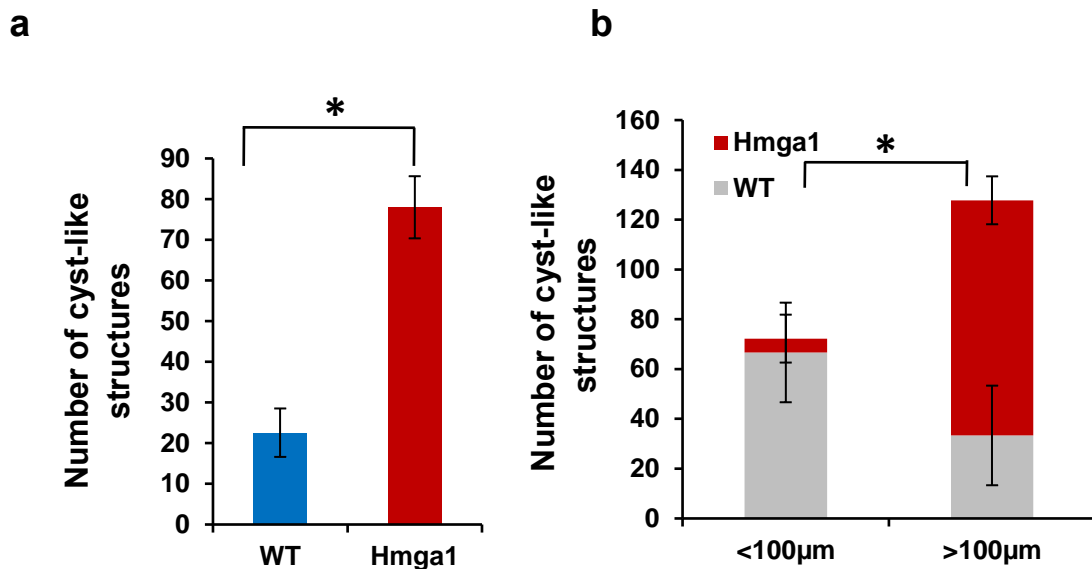 a
*
Number of cyst-like
structures
90
80
70
60
50
40
30
20
10
0
WT
Hmga1
b
Hmga1
WT
*
Number of cyst-like
structures
160
140
120
100
80
60
40
20
0
<100µm
>100µm